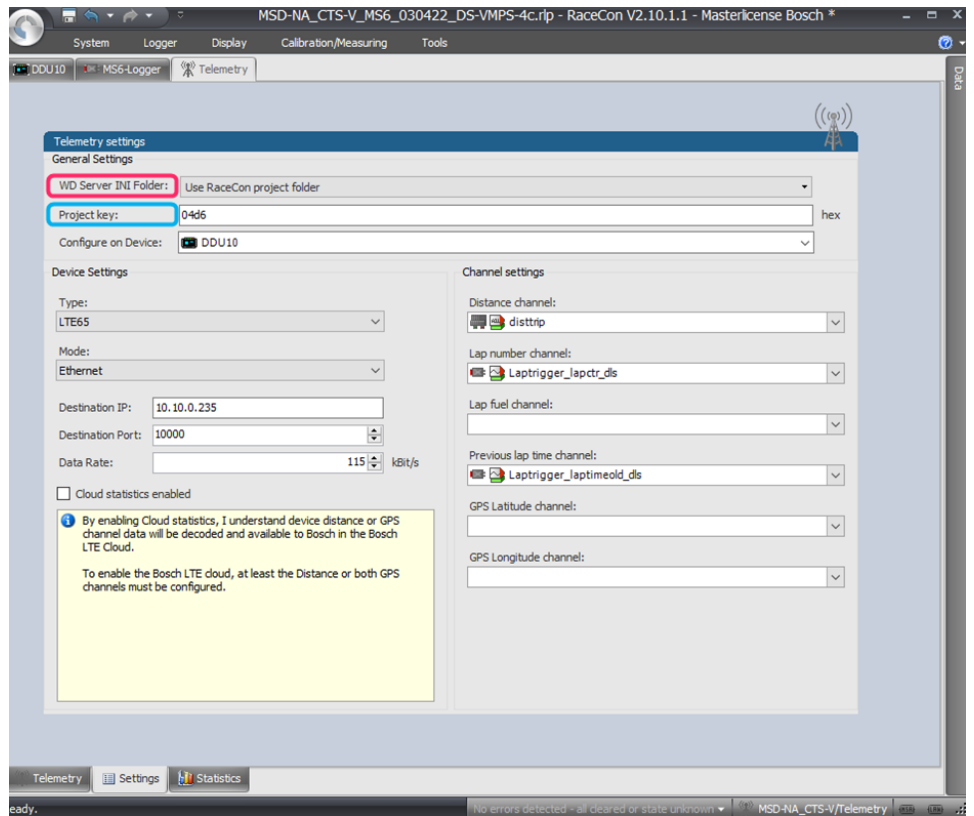 MSD-NA_CTS-V_MS6_030422_DS-VMPS-4c.rlp - RaceCon V2.10.1.1 - Masterlicense Bosch *
System Logger Display Calibration/Measuring Tools
DDU10 MS6-Logger Telemetry
Data
Telemetry settings
General Settings
WD Server INI Folder: Use RaceCon project folder
Project key: 04d6 hex
Configure on Device: DDU10
Device Settings
Type:
LTE65
Mode:
Ethernet
Destination IP: 10.10.0.235
Destination Port: 10000
Data Rate: 115 kBit/s
Cloud statistics enabled
By enabling Cloud statistics, I understand device distance or GPS
channel data will be decoded and available to Bosch in the Bosch
LTE Cloud.
To enable the Bosch LTE cloud, at least the Distance or both GPS
channels must be configured.
Channel settings
Distance channel:
disttrip
Lap number channel:
Laptrigger_lapctr_dls
Lap fuel channel:
Previous lap time channel:
Laptrigger_laptimeold_dls
GPS Latitude channel:
GPS Longitude channel:
Telemetry Settings Statistics
eady. No errors detected - all cleared or state unknown MSD-NA_CTS-V/Telemetry